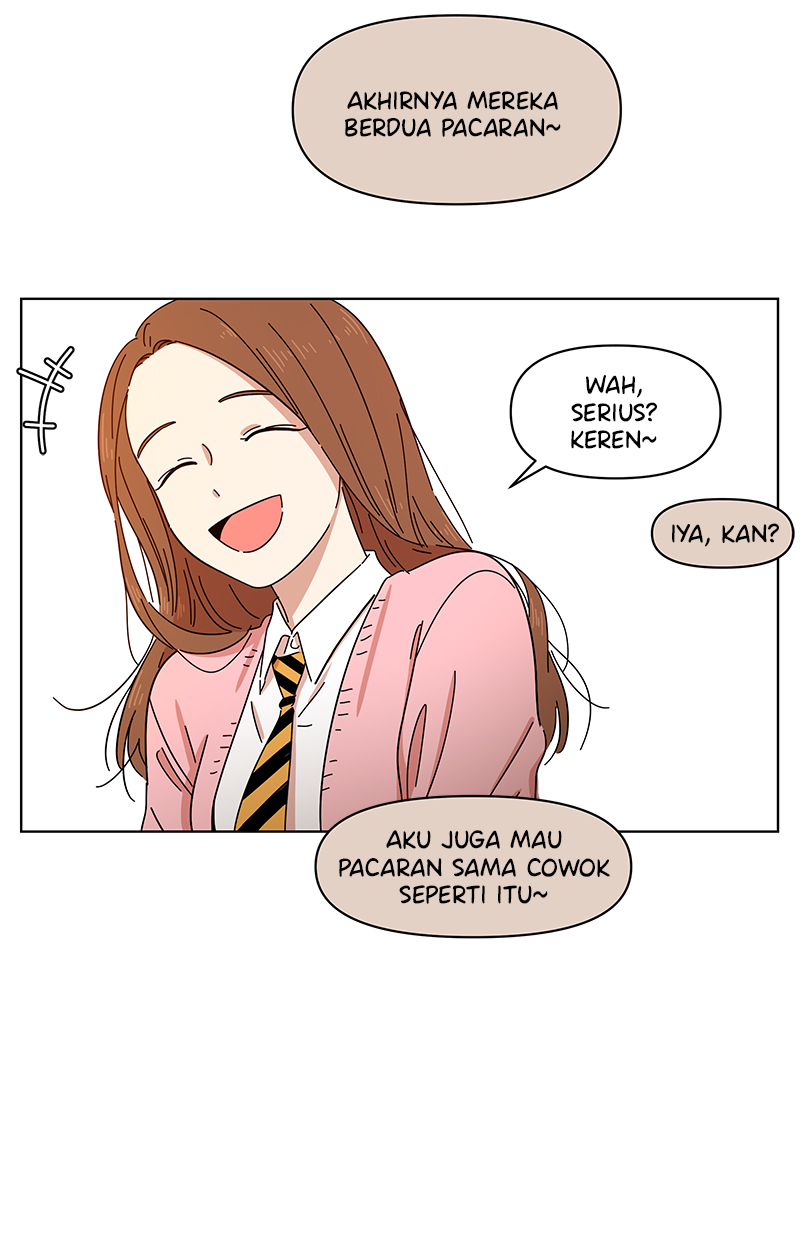 AKHIRNYA MEREKA
BERDUA PACARAN~
WAH,
SERIUS?
KEREN~
IYA, KAN?
AKU JUGA MAU
PACARAN SAMA COWOK
SEPERTI ITU~